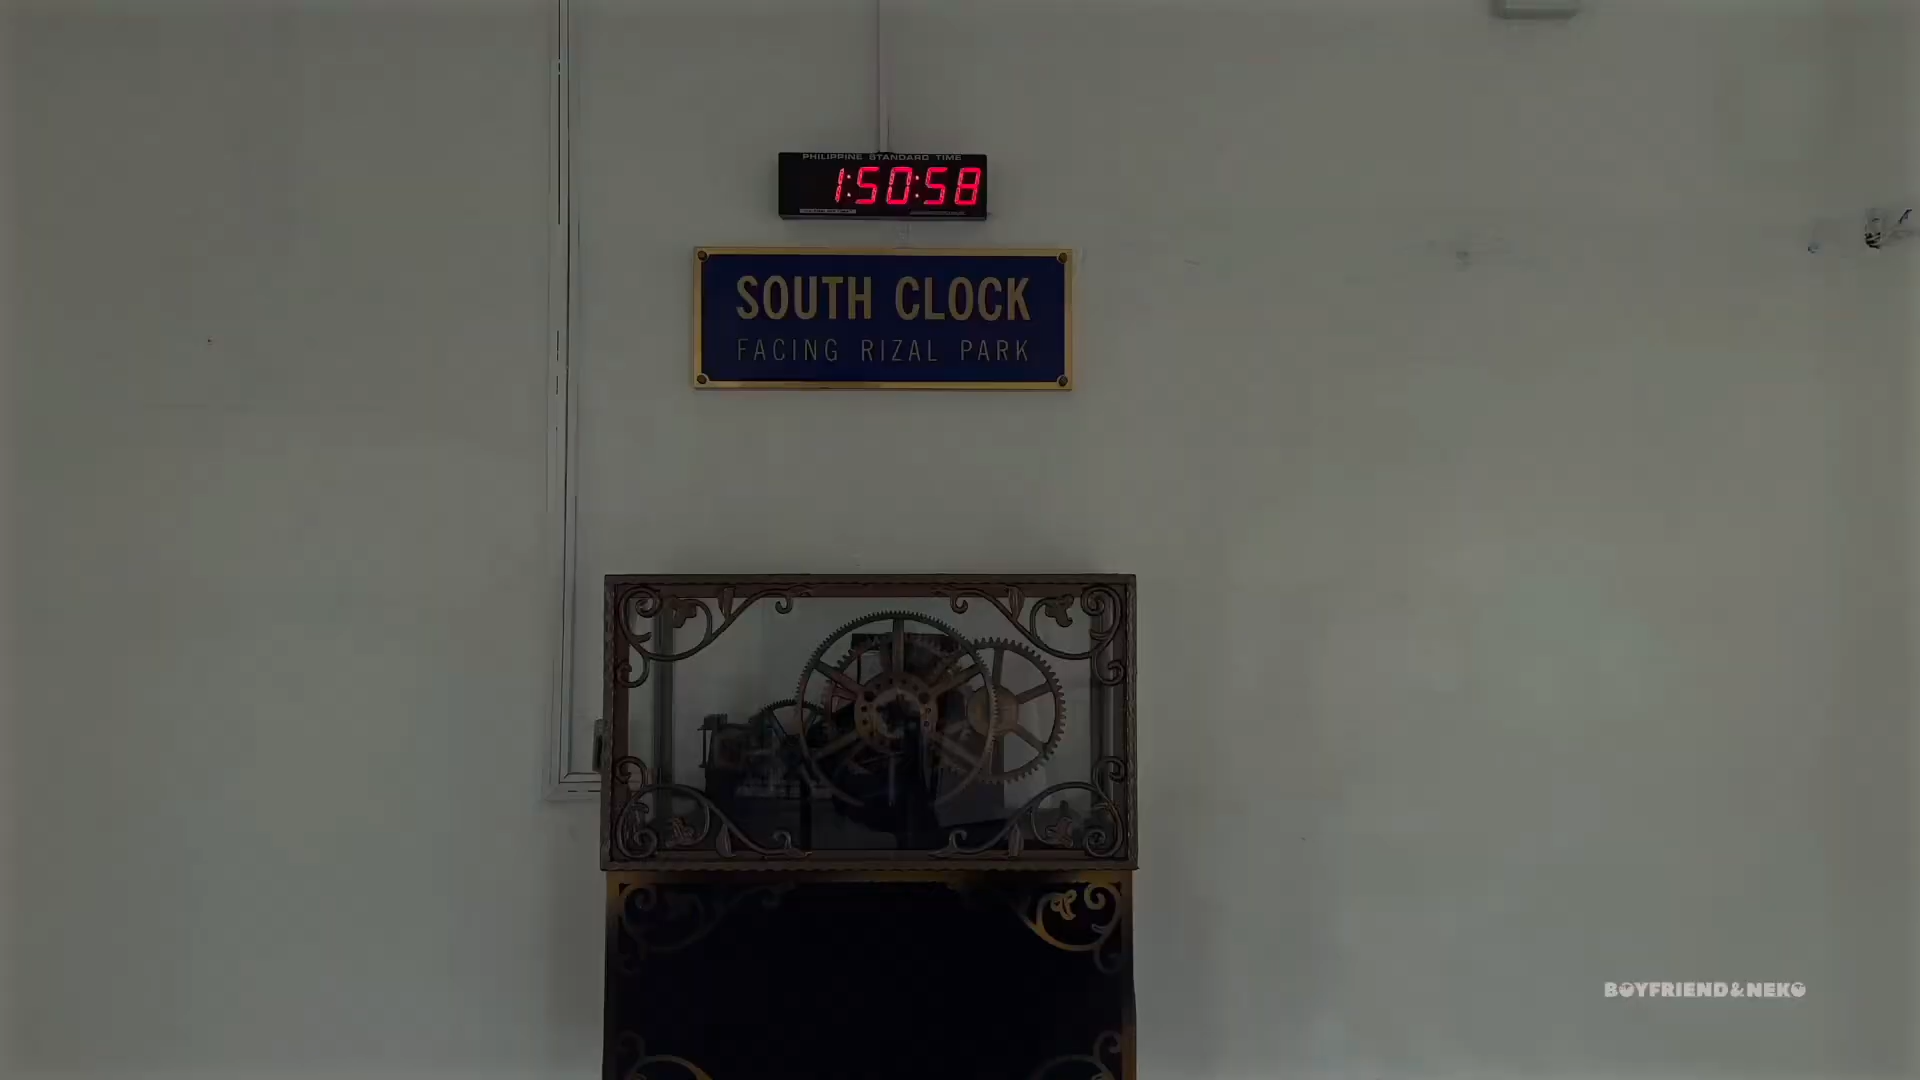 PHILIPPINE STANDARD TIME
1:50:58
SOUTH CLOCK
FACING RIZAL PARK
BOYFRIEND&NEKO